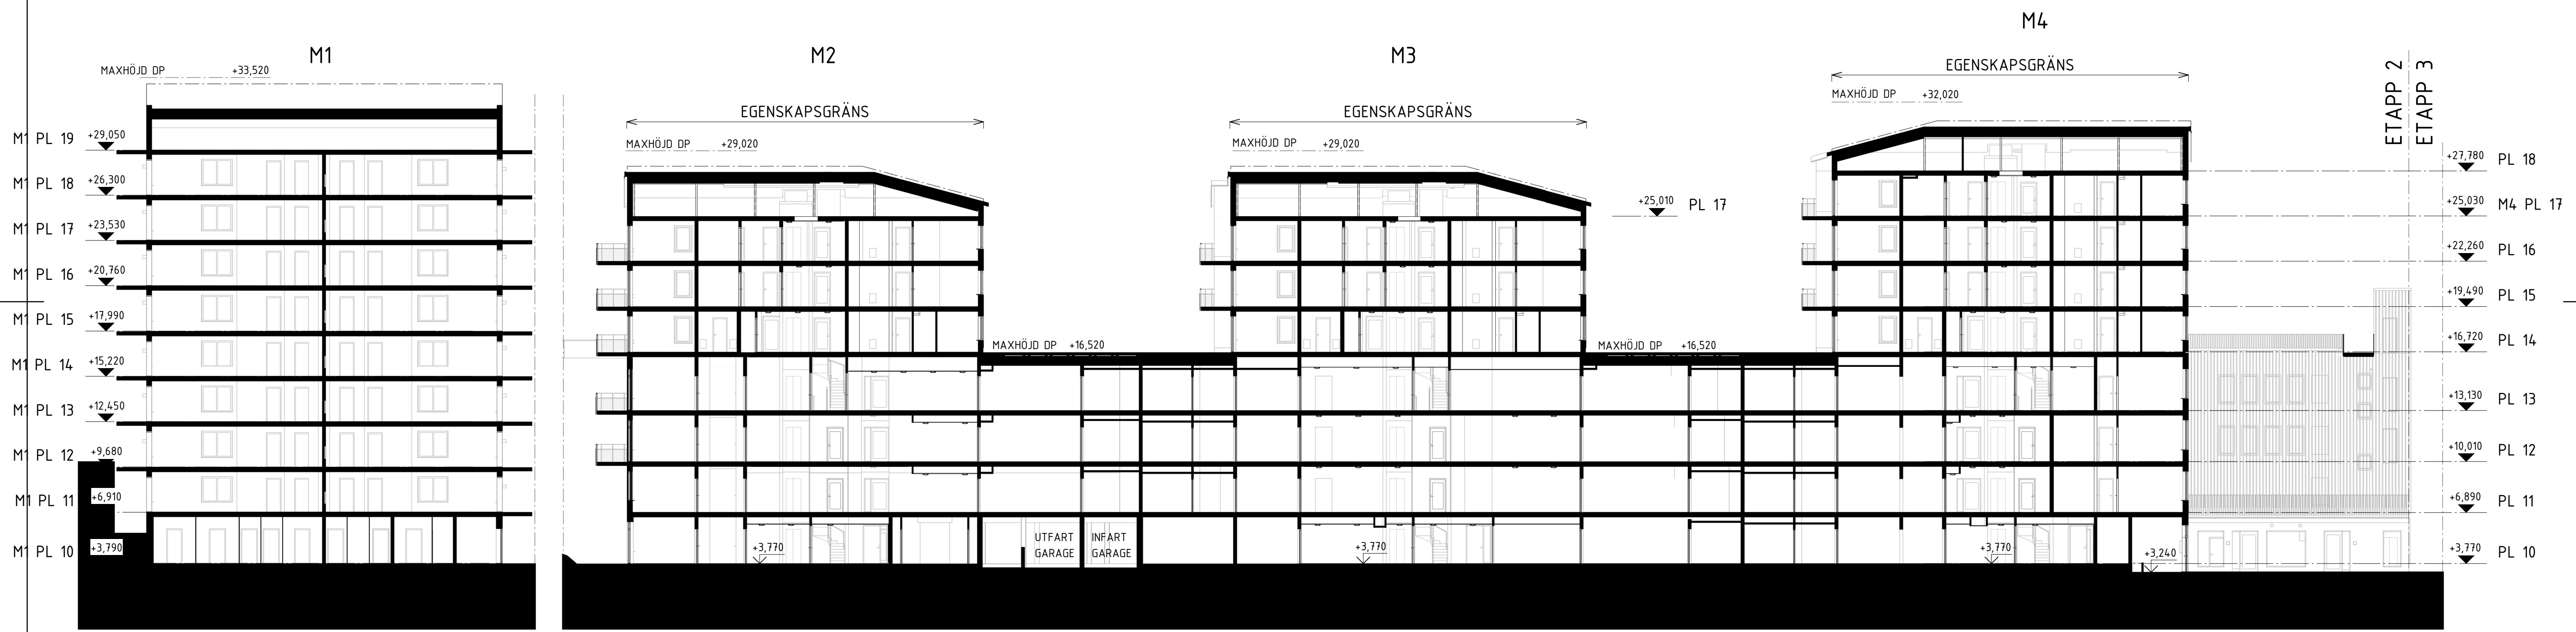 M1
MAXHÖJD DP +33,520
M1 PL 19 +29,050
M1 PL 18 +26,300
M1 PL 17 +23,530
M1 PL 16 +20,760
M1 PL 15 +17,990
M1 PL 14 +15,220
M1 PL 13 +12,450
M1 PL 12 +9,680
M1 PL 11 +6,910
M1 PL 10 +3,790
M2
EGENSKAPSGRÄNS
MAXHÖJD DP +29,020
MAXHÖJD DP +16,520
+3,770
UTFART
GARAGE
INFART
GARAGE
M3
EGENSKAPSGRÄNS
MAXHÖJD DP +29,020
+25,010 PL 17
MAXHÖJD DP +16,520
+3,770
M4
EGENSKAPSGRÄNS
MAXHÖJD DP +32,020
+3,770
+3,240
ETAPP 2
ETAPP 3
+27,780 PL 18
+25,030 M4 PL 17
+22,260 PL 16
+19,490 PL 15
+16,720 PL 14
+13,130 PL 13
+10,010 PL 12
+6,890 PL 11
+3,770 PL 10